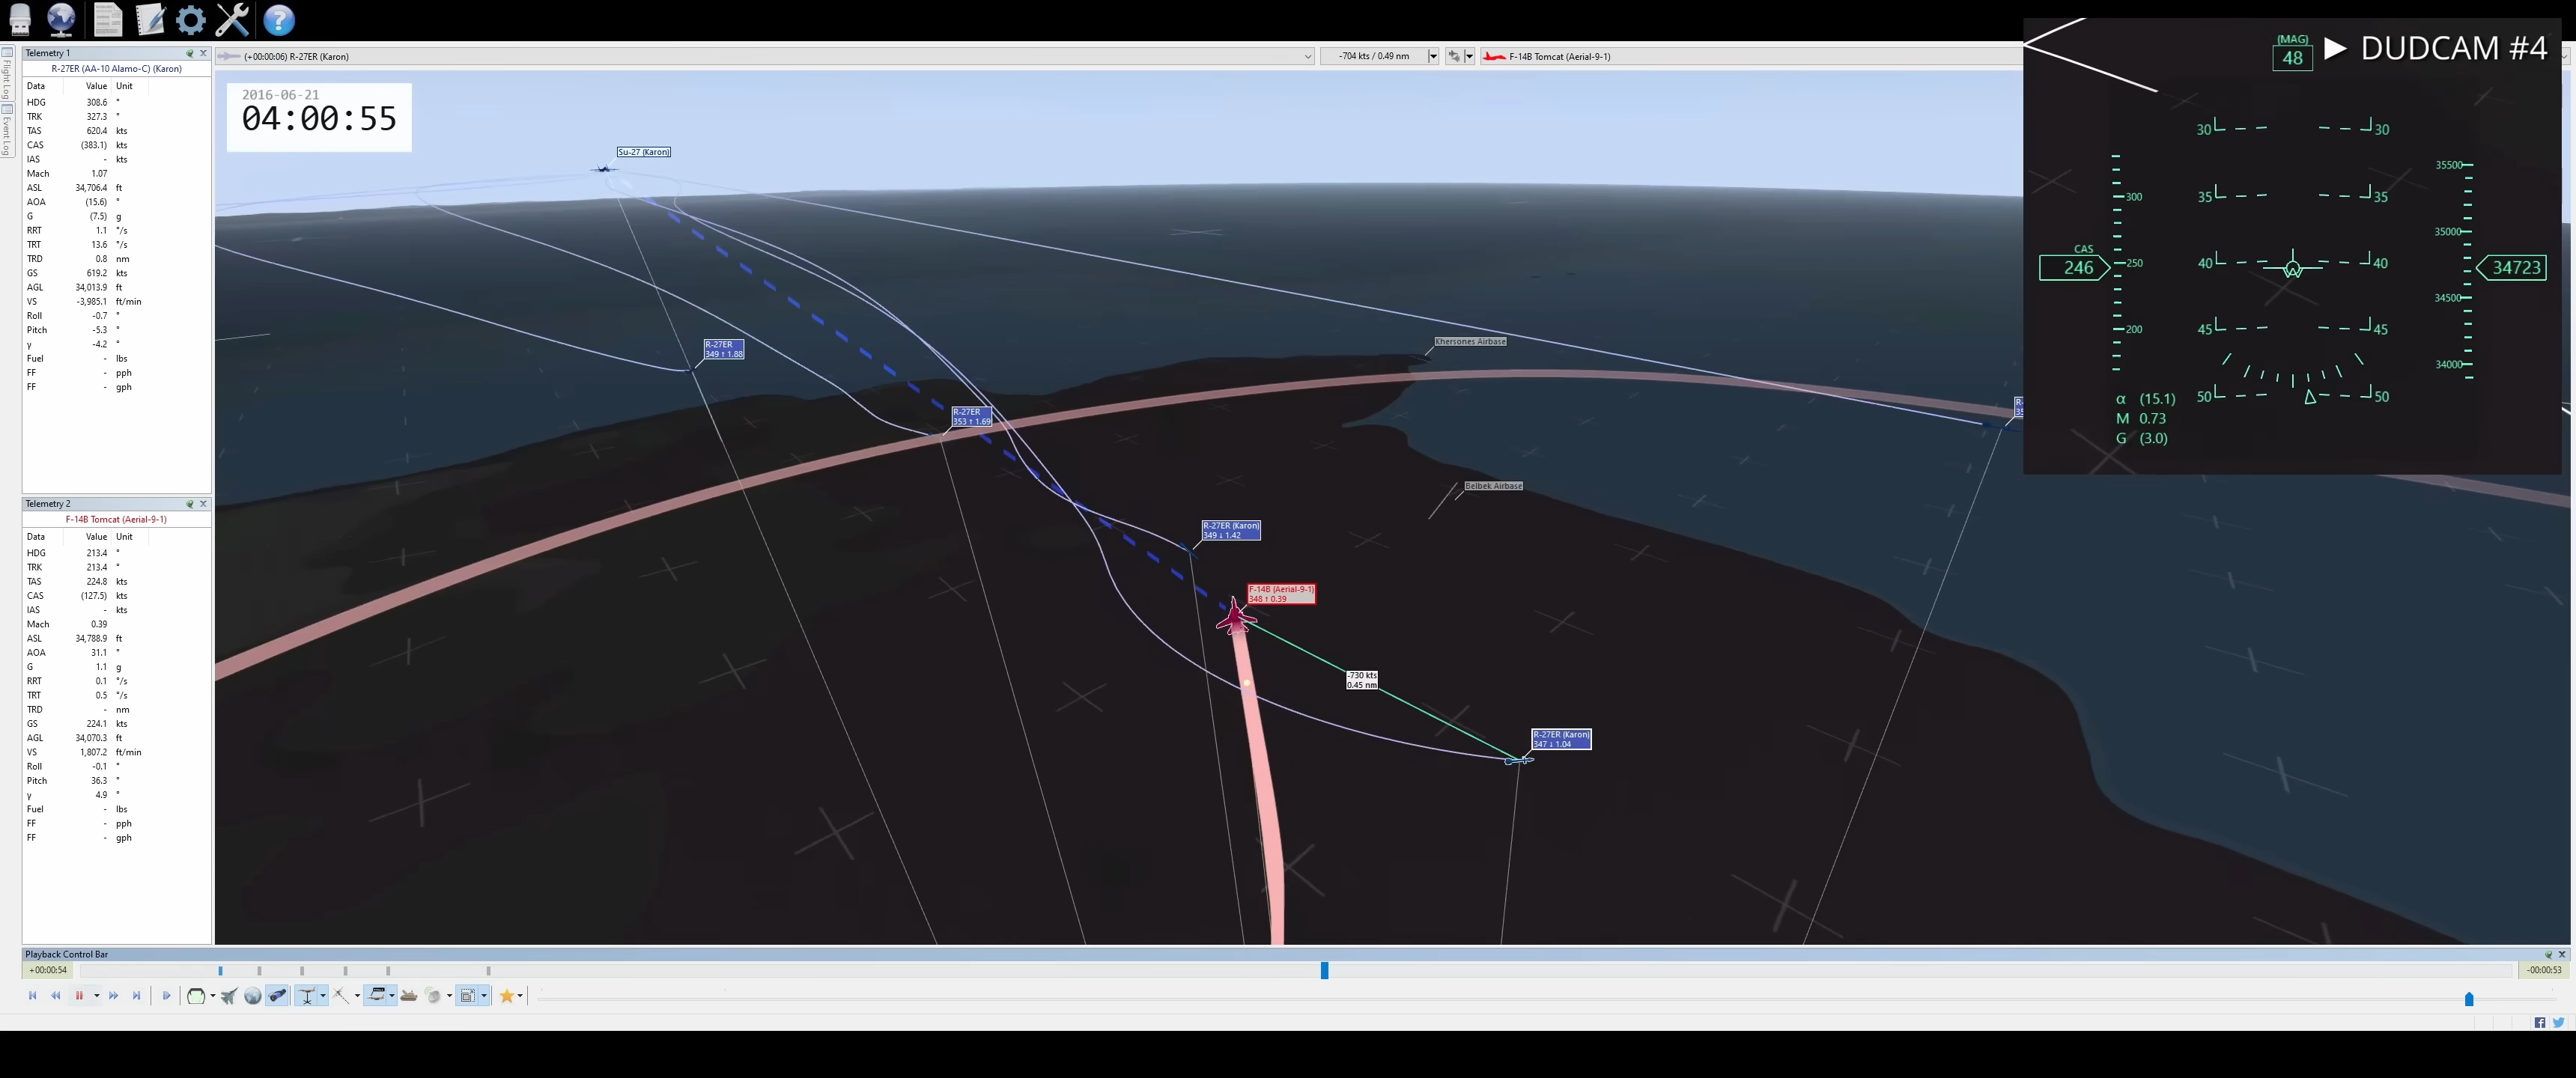 Telemetry 1
R-27ER (AA-10 Alamo-C) (Karon)
Data Value Unit
HDG 308.6 °
TRK 327.3 °
TAS 620.4 kts
CAS (383.1) kts
IAS - kts
Mach 1.07
ASL 34,706.4 ft
AOA (15.6) °
G (7.5) g
RRT 1.1 °/s
TRT 13.6 °/s
TRD 0.8 nm
GS 619.2 kts
AGL 34,013.9 ft
VS -3,985.1 ft/min
Roll -0.7 °
Pitch -5.3 °
γ -4.2 °
Fuel - lbs
FF - pph
FF - gph
Telemetry 2
F-14B Tomcat (Aerial-9-1)
Data Value Unit
HDG 213.4 °
TRK 213.4 °
TAS 224.8 kts
CAS (127.5) kts
IAS - kts
Mach 0.39
ASL 34,788.9 ft
AOA 31.1 °
G 1.1 g
RRT 0.1 °/s
TRT 0.5 °/s
TRD - nm
GS 224.1 kts
AGL 34,070.3 ft
VS 1,807.2 ft/min
Roll -0.1 °
Pitch 36.3 °
γ 4.9 °
Fuel - lbs
FF - pph
FF - gph
Flight Log
Event Log
(+00:00:06) R-27ER (Karon)
-704 kts / 0.49 nm
F-14B Tomcat (Aerial-9-1)
2016-06-21
04:00:55
Su-27 (Karon)
R-27ER
349 ↑ 1.88
R-27ER
353 ↑ 1.69
Khersones Airbase
Belbek Airbase
R-27ER (Karon)
349 ↓ 1.42
F-14B (Aerial-9-1)
348 ↑ 0.39
-730 kts
0.45 nm
R-27ER (Karon)
347 ↓ 1.04
(MAG)
48
▶ DUDCAM #4
30 30
35 35
40 40
45 45
50 50
300
250
200
CAS
246
35500
35000
34500
34000
34723
α (15.1)
M 0.73
G (3.0)
Playback Control Bar
+00:00:54
-00:00:53